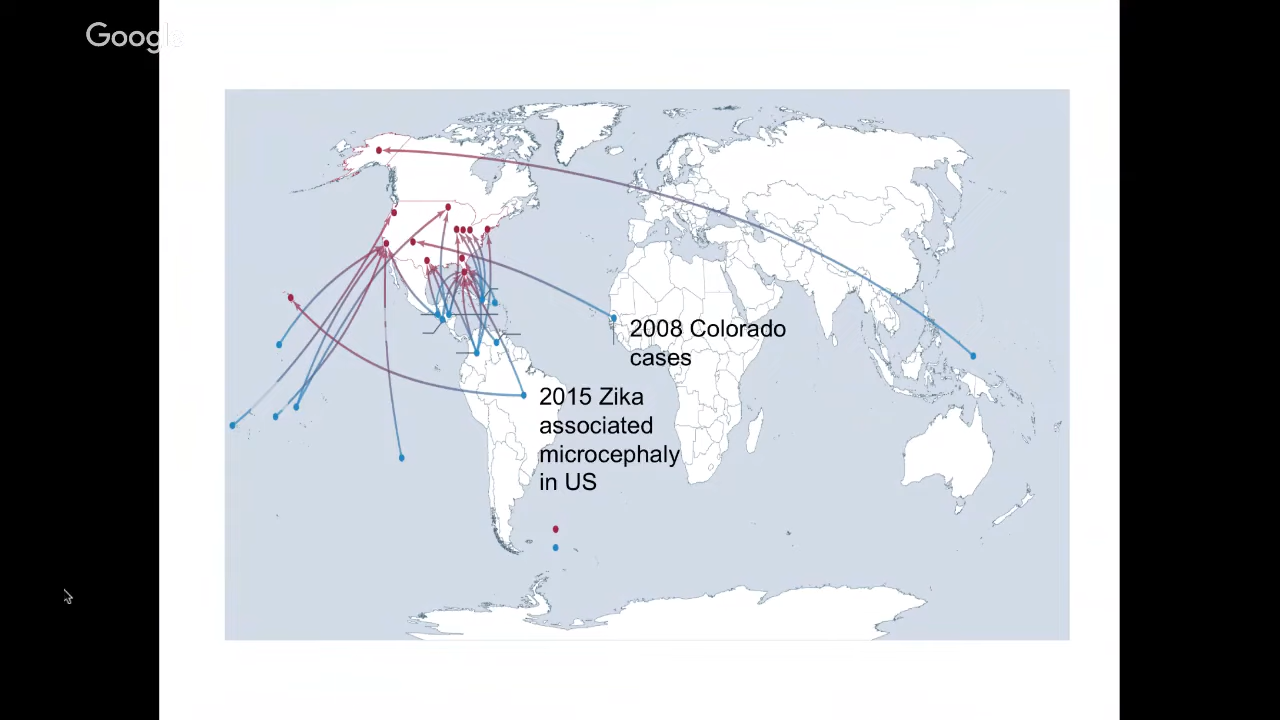 Google
2008 Colorado
cases
2015 Zika
associated
microcephaly
in US